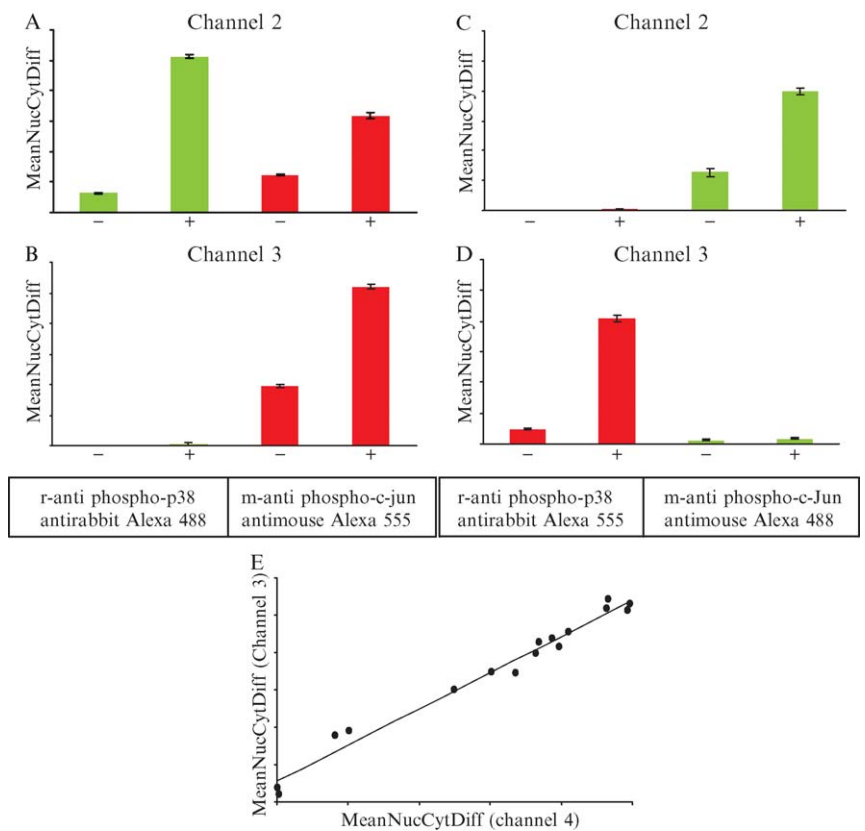 A
Channel 2
MeanNucCytDiff
− + − +
C
Channel 2
MeanNucCytDiff
− + − +
B
Channel 3
MeanNucCytDiff
− + − +
D
Channel 3
MeanNucCytDiff
− + − +
r-anti phospho-p38
antirabbit Alexa 488
m-anti phospho-c-jun
antimouse Alexa 555
r-anti phospho-p38
antirabbit Alexa 555
m-anti phospho-c-Jun
antimouse Alexa 488
E
MeanNucCytDiff (Channel 3)
MeanNucCytDiff (channel 4)